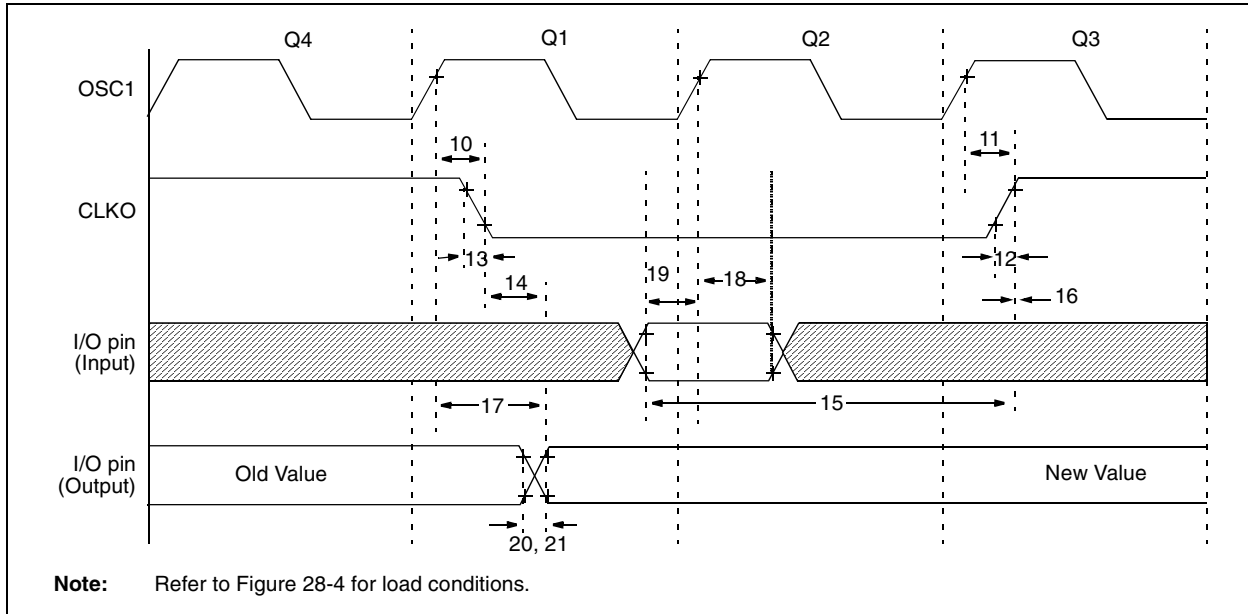 Q4 Q1 Q2 Q3
OSC1
10 11
CLKO
13 12
14 19 18 16
I/O pin
(Input)
17 15
I/O pin
(Output)
Old Value New Value
20, 21
Note: Refer to Figure 28-4 for load conditions.